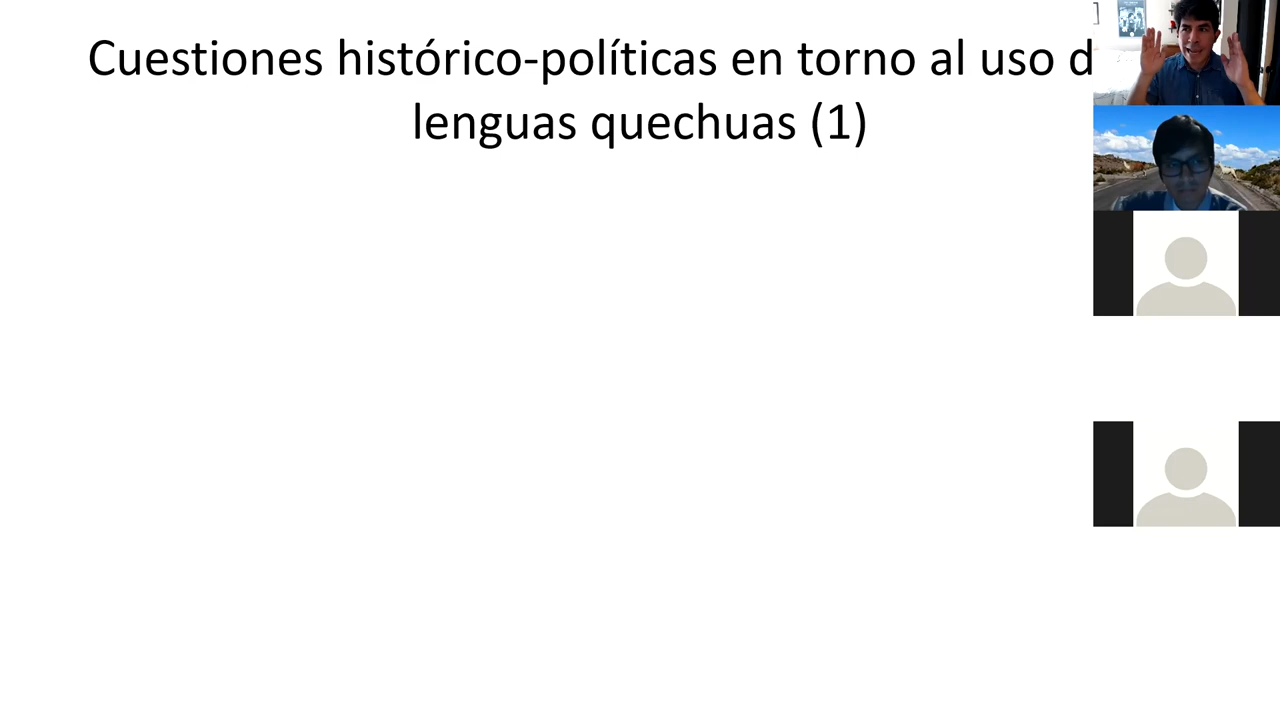 Cuestiones histórico-políticas en torno al uso d
lenguas quechuas (1)